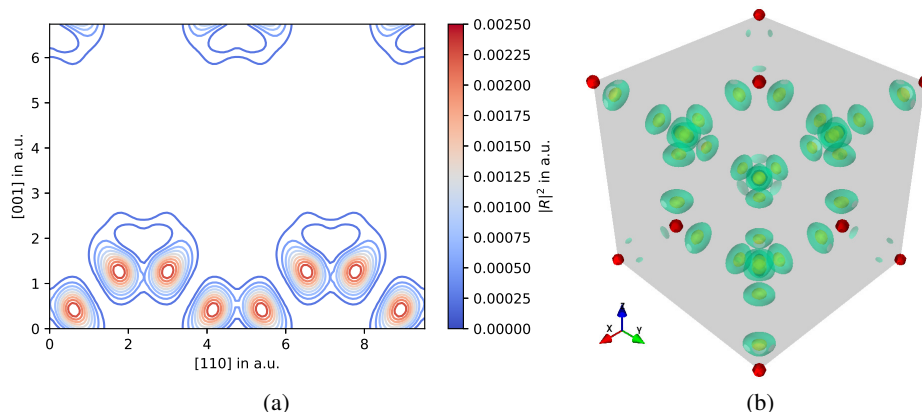 6
5
4
3
2
1
0
[001] in a.u.
0 2 4 6 8
[110] in a.u.
0.00250
0.00225
0.00200
0.00175
0.00150
0.00125
0.00100
0.00075
0.00050
0.00025
0.00000
|R|² in a.u.
Z
X Y
(a) (b)